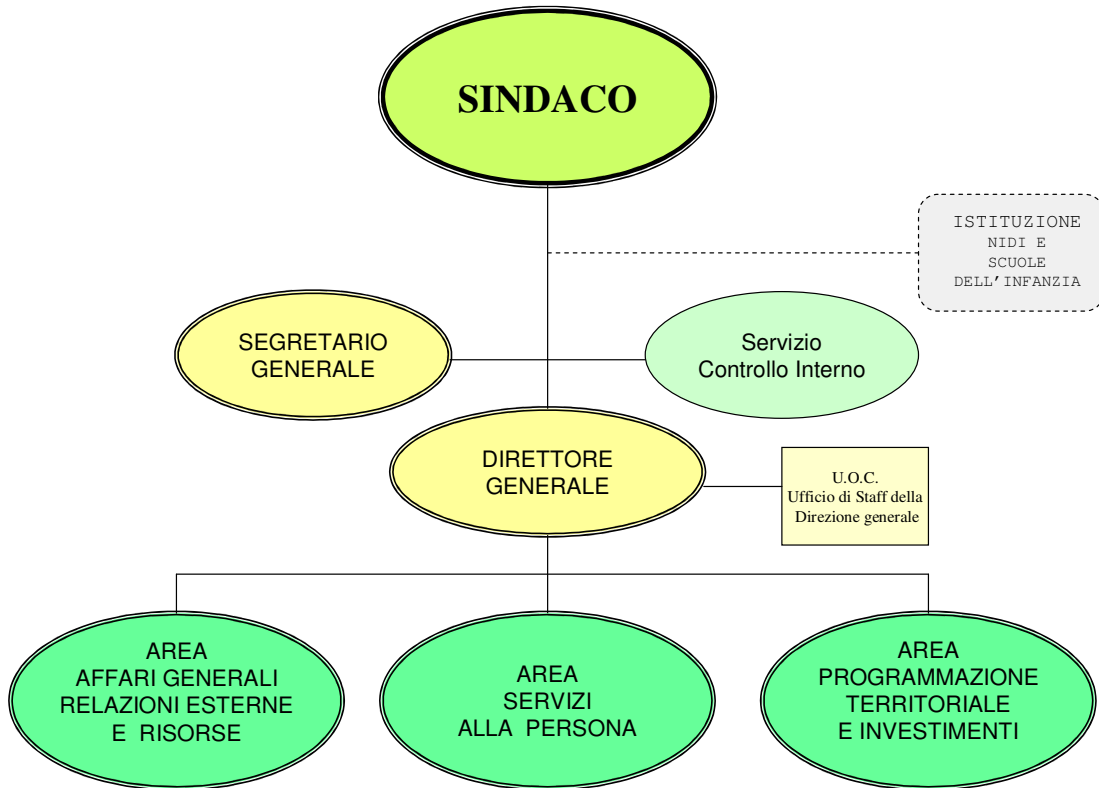 SINDACO
ISTITUZIONE
NIDI E
SCUOLE
DELL'INFANZIA
SEGRETARIO
GENERALE
Servizio
Controllo Interno
DIRETTORE
GENERALE
U.O.C.
Ufficio di Staff della
Direzione generale
AREA
AFFARI GENERALI
RELAZIONI ESTERNE
E RISORSE
AREA
SERVIZI
ALLA PERSONA
AREA
PROGRAMMAZIONE
TERRITORIALE
E INVESTIMENTI